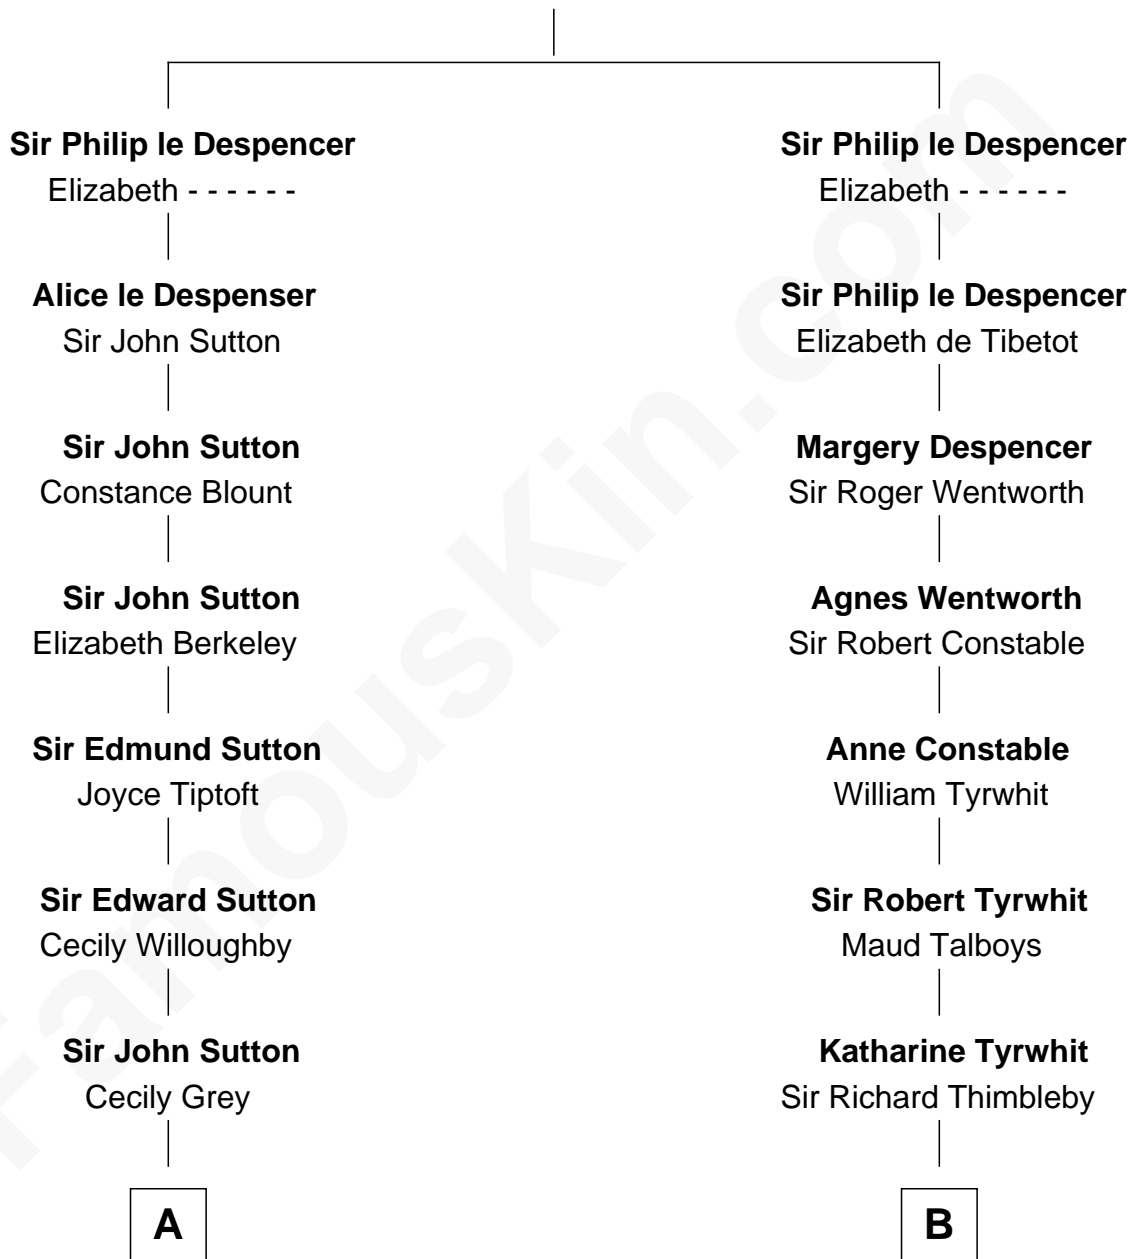 Sir Philip le Despencer
Elizabeth - - - - - -
Alice le Despenser
Sir John Sutton
Sir John Sutton
Constance Blount
Sir John Sutton
Elizabeth Berkeley
Sir Edmund Sutton
Joyce Tiptoft
Sir Edward Sutton
Cecily Willoughby
Sir John Sutton
Cecily Grey
A
Sir Philip le Despencer
Elizabeth - - - - - -
Sir Philip le Despencer
Elizabeth de Tibetot
Margery Despencer
Sir Roger Wentworth
Agnes Wentworth
Sir Robert Constable
Anne Constable
William Tyrwhit
Sir Robert Tyrwhit
Maud Talboys
Katharine Tyrwhit
Sir Richard Thimbleby
B
FamousKin.com